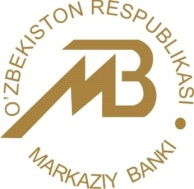 O'ZBEKISTON RESPUBLIKASI
MB
MARKAZIY BANKI